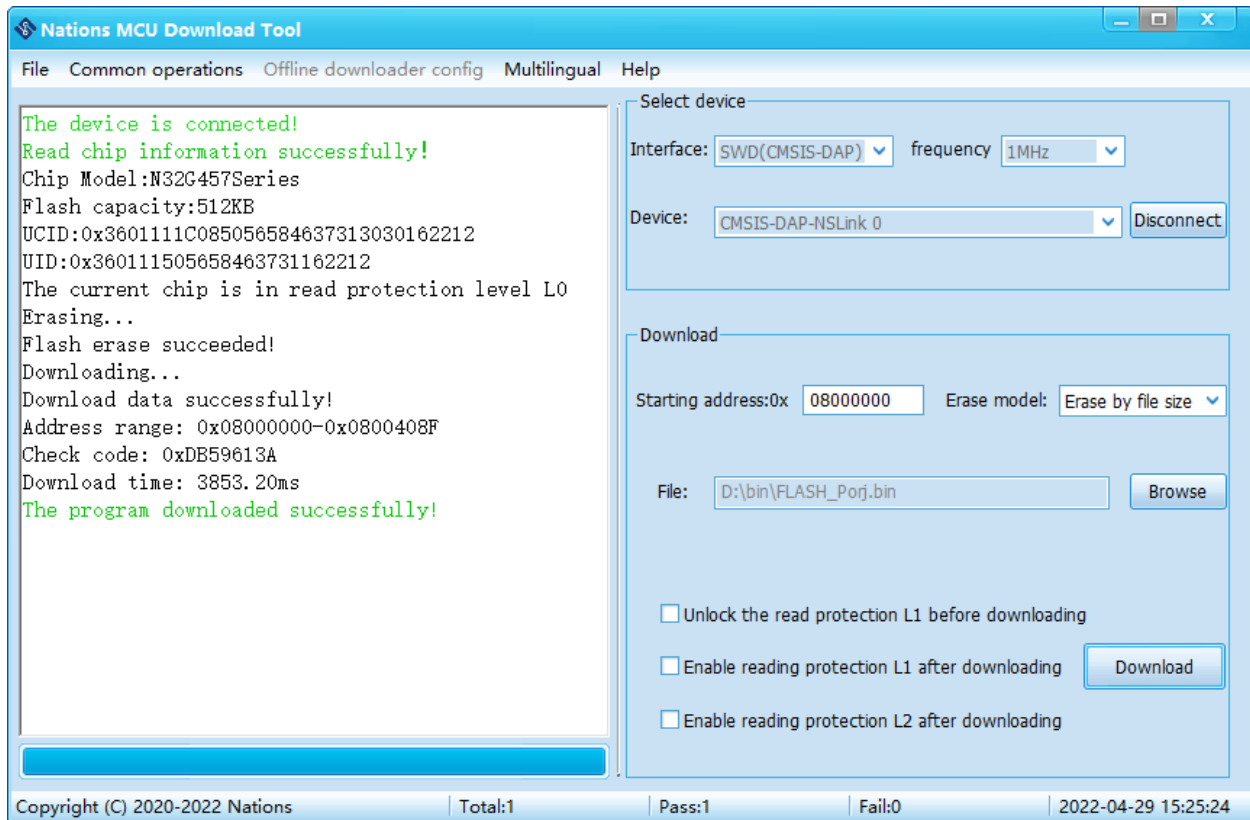 Nations MCU Download Tool
File Common operations Offline downloader config Multilingual Help
The device is connected!
Read chip information successfully!
Chip Model:N32G457Series
Flash capacity:512KB
UCID:0x3601111C085056584637313030162212
UID:0x360111505658463731162212
The current chip is in read protection level L0
Erasing...
Flash erase succeeded!
Downloading...
Download data successfully!
Address range: 0x08000000-0x0800408F
Check code: 0xDB59613A
Download time: 3853.20ms
The program downloaded successfully!
Select device
Interface: SWD(CMSIS-DAP) frequency 1MHz
Device: CMSIS-DAP-NSLink 0 Disconnect
Download
Starting address:0x 08000000 Erase model: Erase by file size
File: D:\bin\FLASH_Porj.bin Browse
Unlock the read protection L1 before downloading
Enable reading protection L1 after downloading Download
Enable reading protection L2 after downloading
Copyright (C) 2020-2022 Nations Total:1 Pass:1 Fail:0 2022-04-29 15:25:24